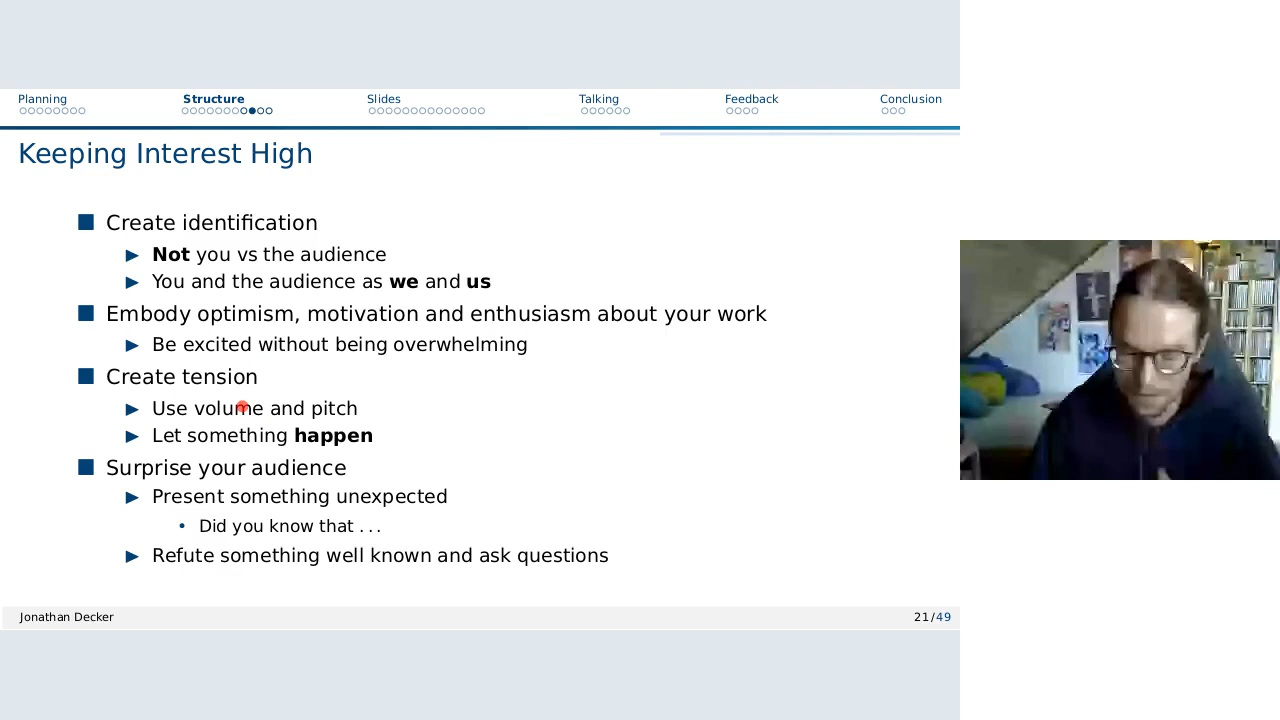 Planning Structure Slides Talking Feedback Conclusion
Keeping Interest High
Create identification
Not you vs the audience
You and the audience as we and us
Embody optimism, motivation and enthusiasm about your work
Be excited without being overwhelming
Create tension
Use volume and pitch
Let something happen
Surprise your audience
Present something unexpected
Did you know that . . .
Refute something well known and ask questions
Jonathan Decker 21/49